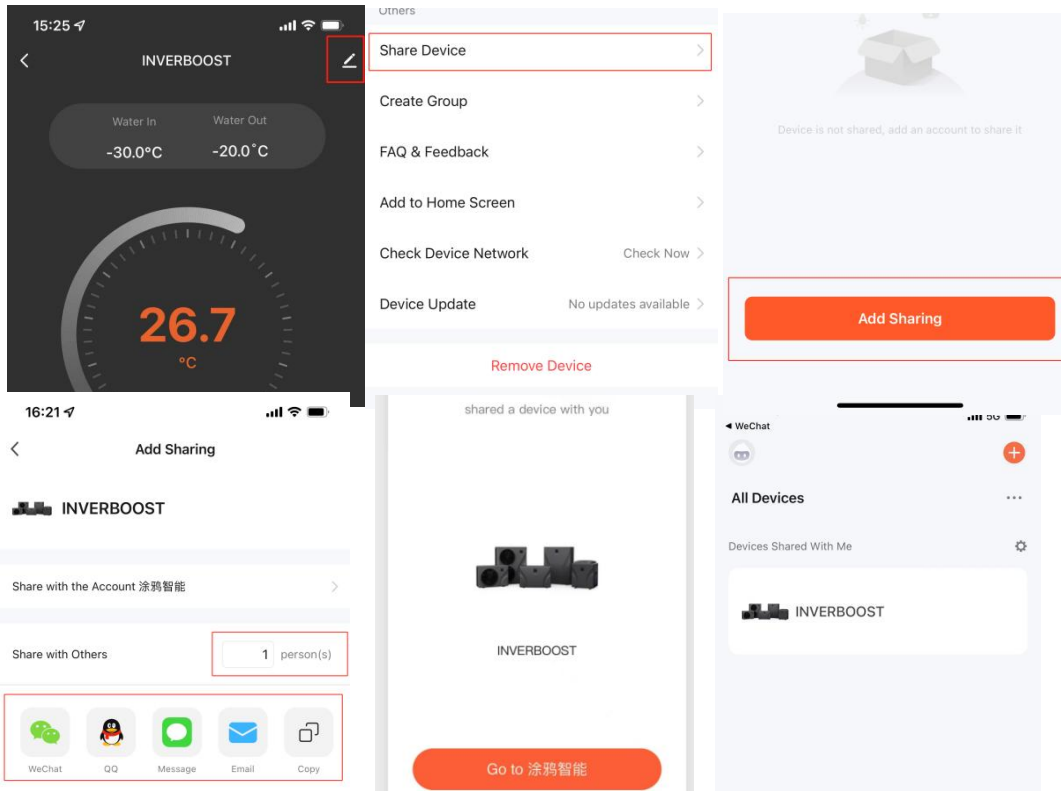 15:25
INVERBOOST
Water In
Water Out
-30.0°C
-20.0°C
26.7
°C
Others
Share Device
Create Group
FAQ & Feedback
Add to Home Screen
Check Device Network
Check Now
Device Update
No updates available
Remove Device
Device is not shared, add an account to share it
Add Sharing
16:21
Add Sharing
INVERBOOST
Share with the Account 涂鸦智能
Share with Others
1 person(s)
WeChat
QQ
Message
Email
Copy
shared a device with you
INVERBOOST
Go to 涂鸦智能
WeChat
5G
All Devices
Devices Shared With Me
INVERBOOST